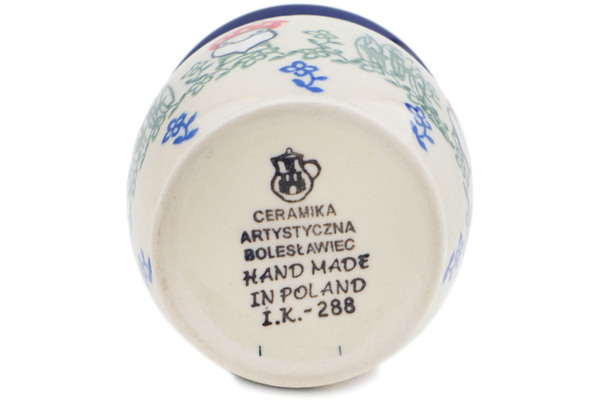 CERAMIKA
ARTYSTYCZNA
BOLESŁAWIEC
HAND MADE
IN POLAND
I.K.-288